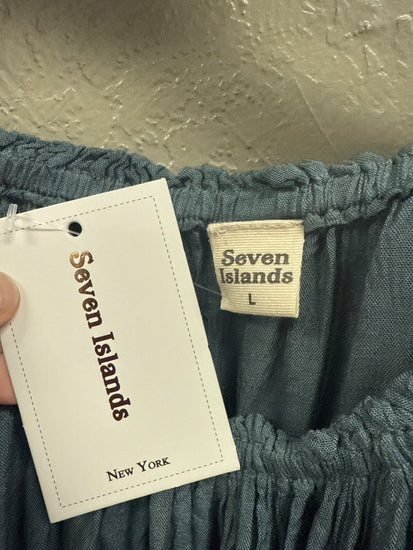 Seven Islands
NEW YORK
Seven
Islands
L